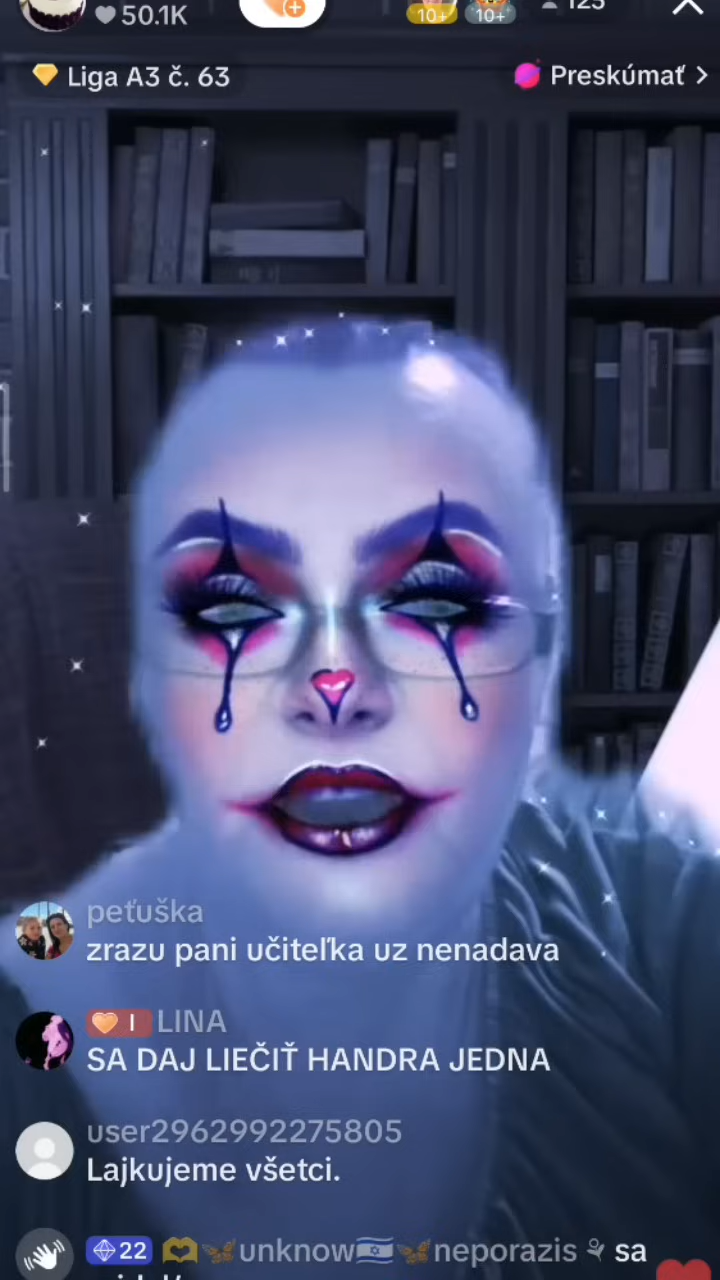 50.1K
10+
10+
125
Liga A3 č. 63
Preskúmať
peťuška
zrazu pani učiteľka uz nenadava
I LINA
SA DAJ LIEČIŤ HANDRA JEDNA
user2962992275805
Lajkujeme všetci.
22 unknow🇮🇱 neporazis sa